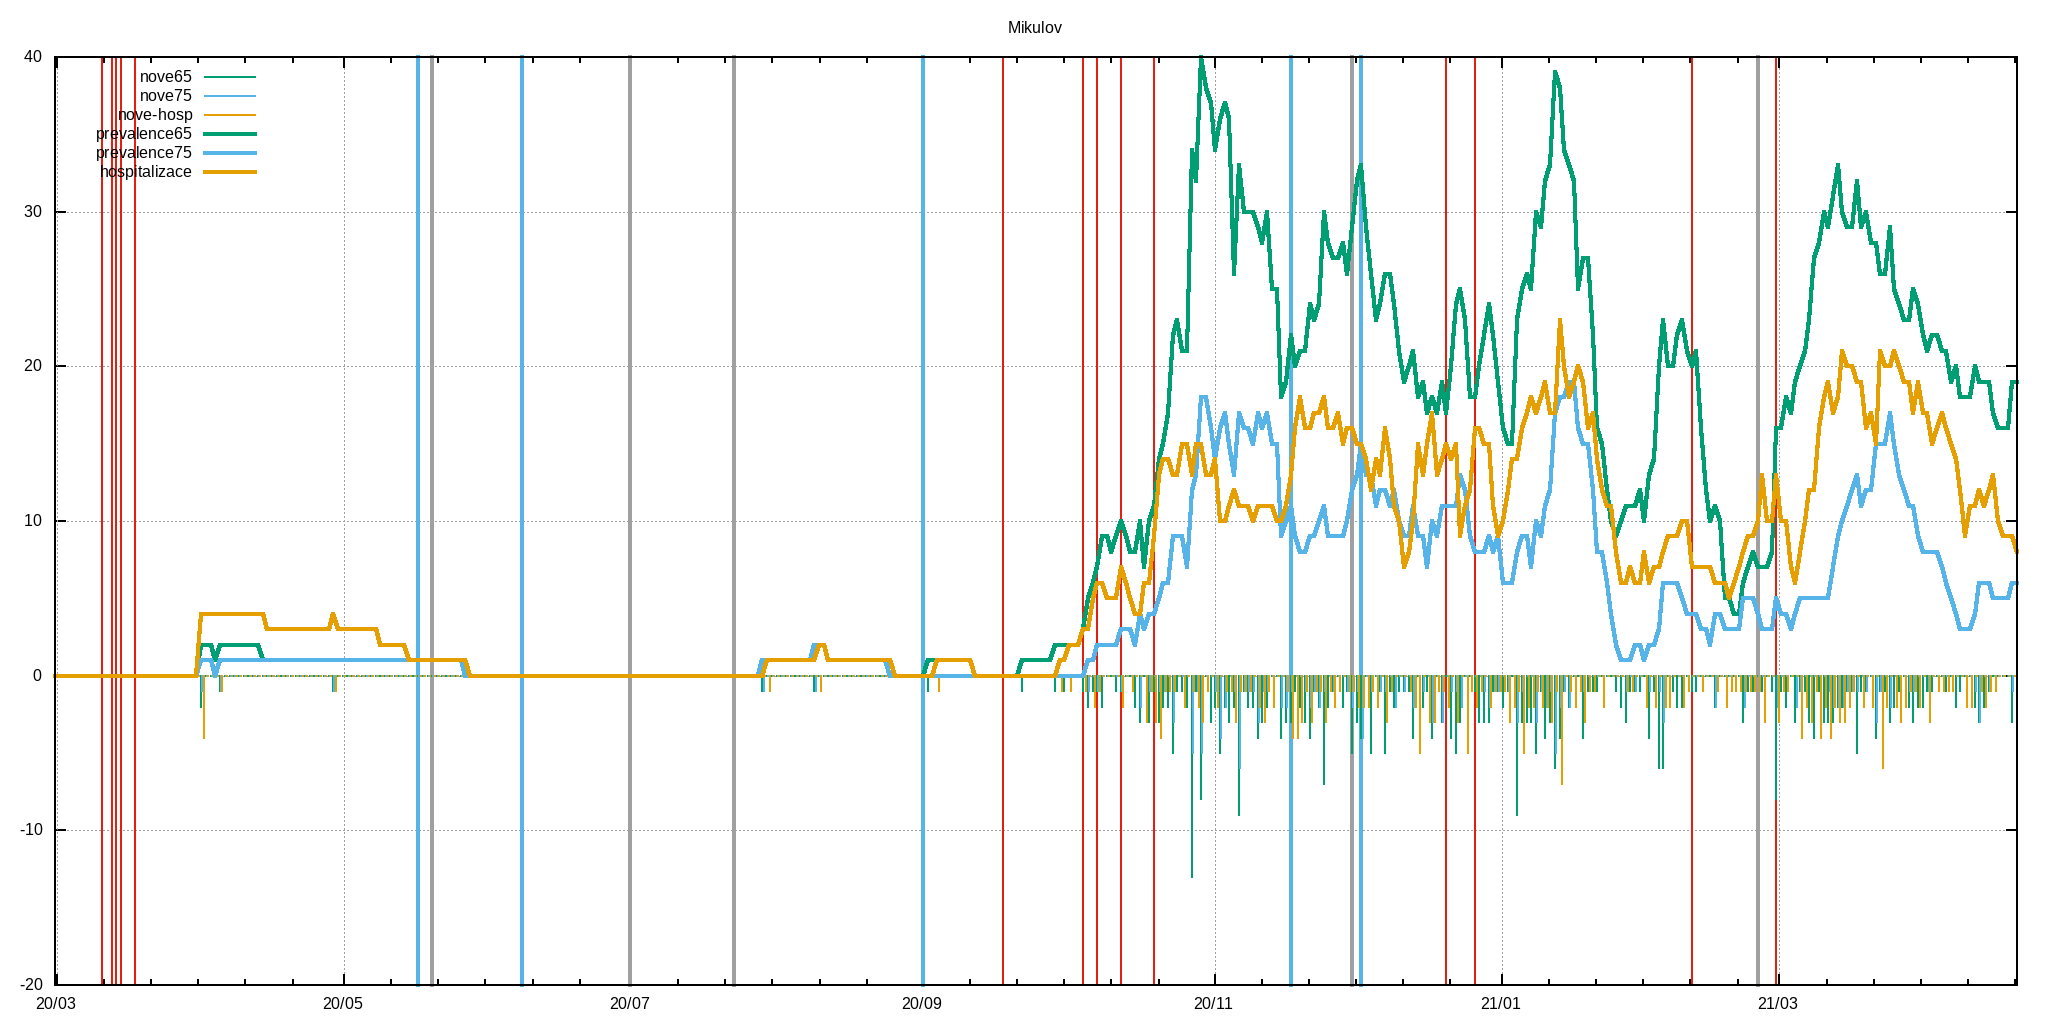 Mikulov
40
nove65
nove75
nove-hosp
prevalence65
prevalence75
hospitalizace
30
20
10
0
-10
-20
20/03 20/05 20/07 20/09 20/11 21/01 21/03